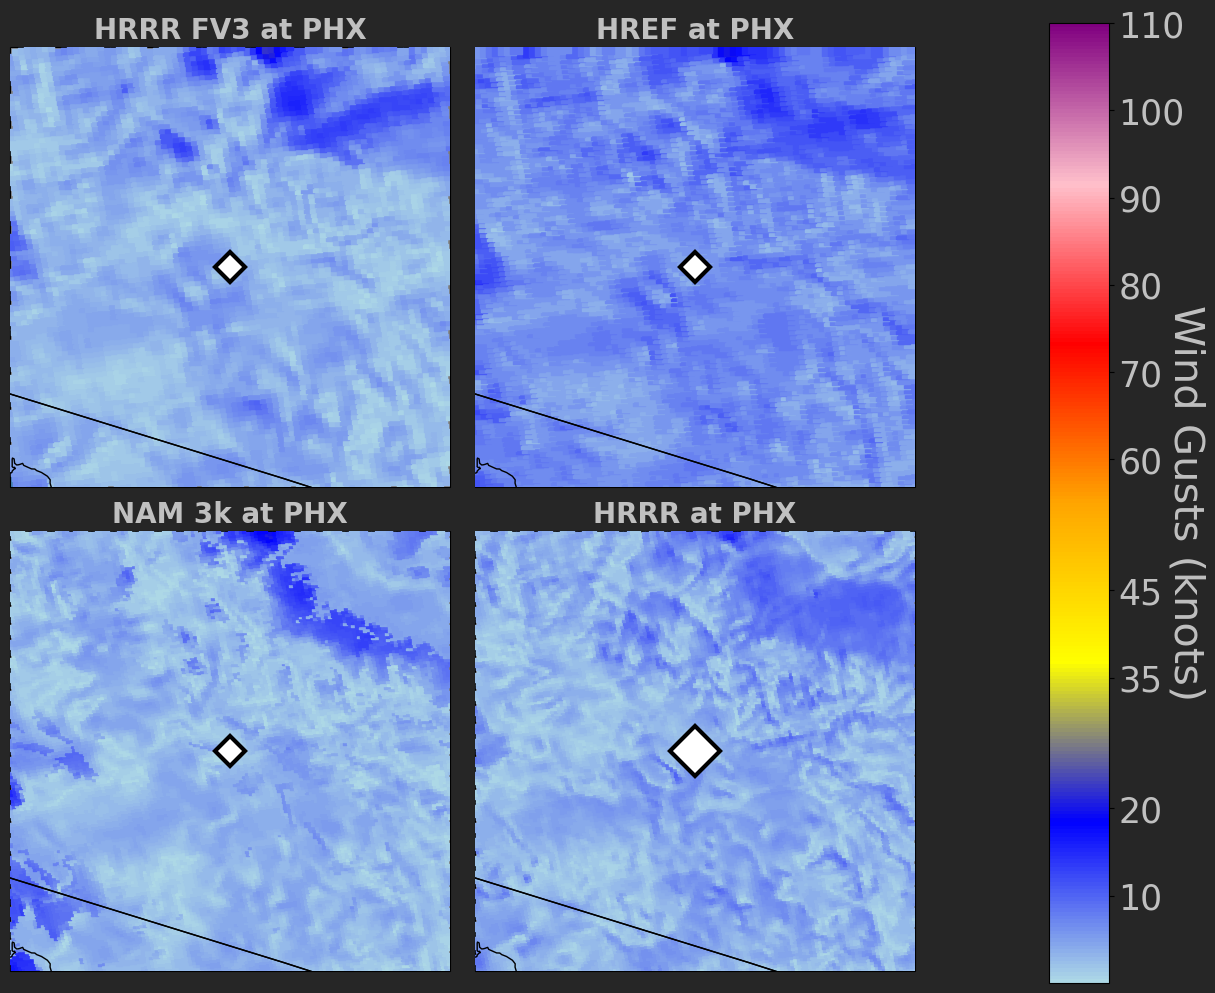 HRRR FV3 at PHX
HREF at PHX
NAM 3k at PHX
HRRR at PHX
110
100
90
80
70
60
45
35
20
10
Wind Gusts (knots)